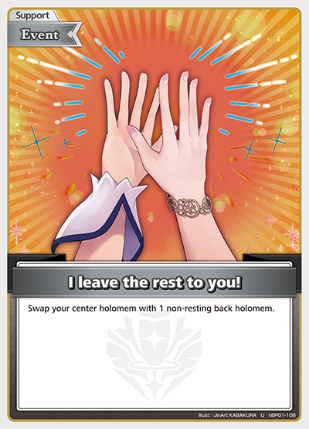 Support
Event
I leave the rest to you!
Swap your center holomem with 1 non-resting back holomem.
Illust : JinArt KABAKURA U hBP01-106